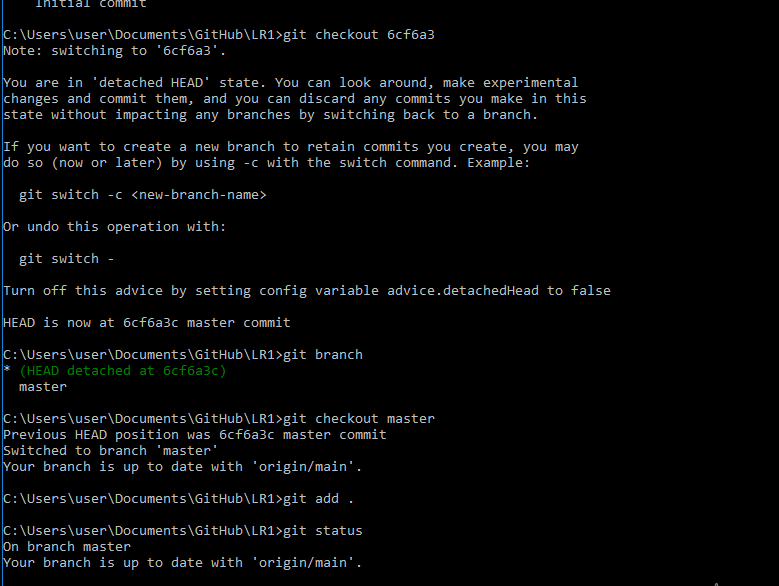 Initial commit
C:\Users\user\Documents\GitHub\LR1>git checkout 6cf6a3
Note: switching to '6cf6a3'.
You are in 'detached HEAD' state. You can look around, make experimental
changes and commit them, and you can discard any commits you make in this
state without impacting any branches by switching back to a branch.
If you want to create a new branch to retain commits you create, you may
do so (now or later) by using -c with the switch command. Example:
git switch -c <new-branch-name>
Or undo this operation with:
git switch -
Turn off this advice by setting config variable advice.detachedHead to false
HEAD is now at 6cf6a3c master commit
C:\Users\user\Documents\GitHub\LR1>git branch
* (HEAD detached at 6cf6a3c)
master
C:\Users\user\Documents\GitHub\LR1>git checkout master
Previous HEAD position was 6cf6a3c master commit
Switched to branch 'master'
Your branch is up to date with 'origin/main'.
C:\Users\user\Documents\GitHub\LR1>git add .
C:\Users\user\Documents\GitHub\LR1>git status
On branch master
Your branch is up to date with 'origin/main'.